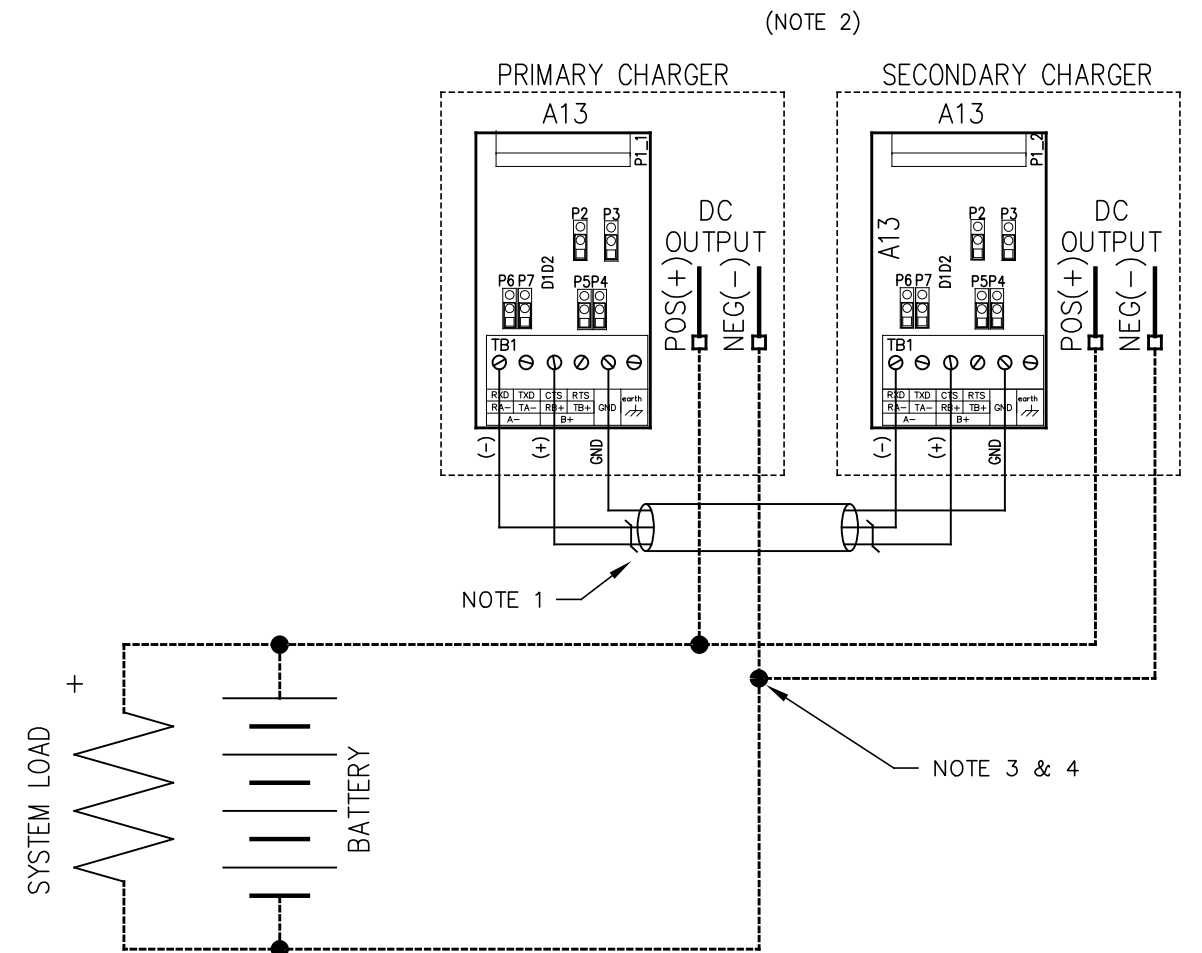 (NOTE 2)
PRIMARY CHARGER
SECONDARY CHARGER
A13
P1_1
P2 P3
D1D2
P6 P7
P5P4
DC
OUTPUT
POS(+)
NEG(-)
TB1
RXD TXD CTS RTS
RA- TA- RB+ TB+ GND earth
A- B+
(-)
(+)
GND
A13
P1_2
A13
P2 P3
D1D2
P6 P7
P5P4
DC
OUTPUT
POS(+)
NEG(-)
TB1
RXD TXD CTS RTS
RA- TA- RB+ TB+ GND earth
A- B+
(-)
(+)
GND
NOTE 1
+
SYSTEM LOAD
BATTERY
NOTE 3 & 4